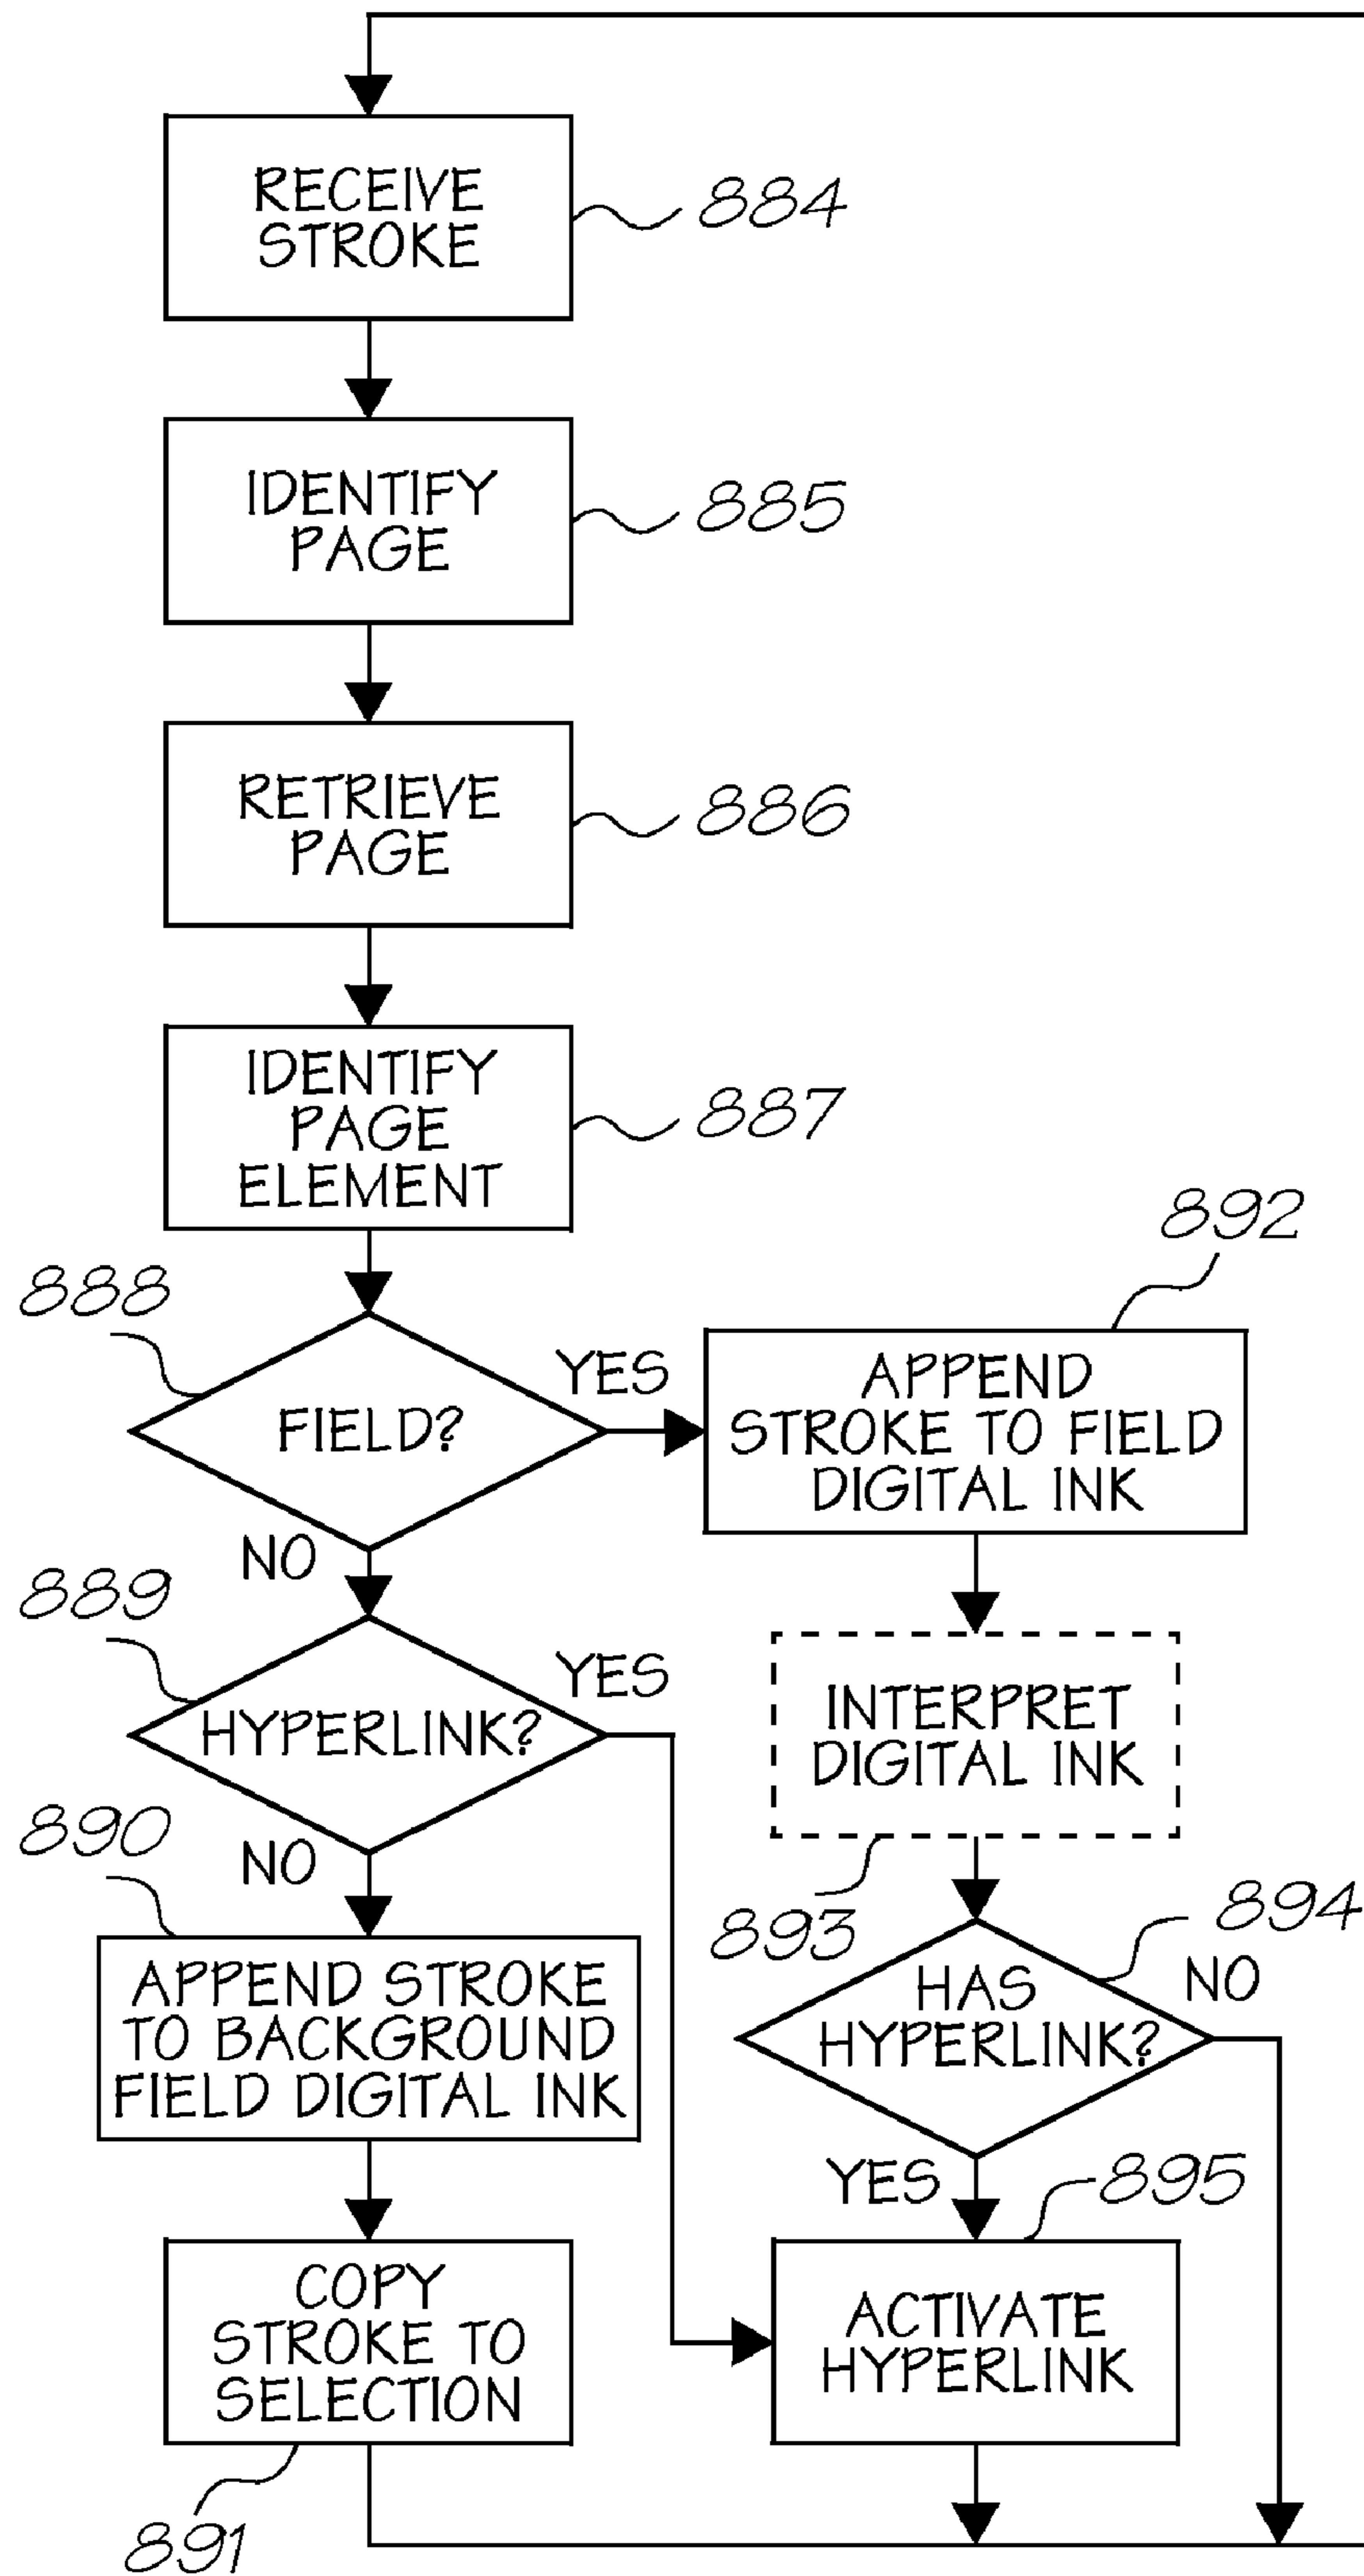 RECEIVE
STROKE
884
IDENTIFY
PAGE
885
RETRIEVE
PAGE
886
IDENTIFY
PAGE
ELEMENT
887
888
FIELD?
YES
NO
892
APPEND
STROKE TO FIELD
DIGITAL INK
889
HYPERLINK?
YES
NO
INTERPRET
DIGITAL INK
893
890
APPEND STROKE
TO BACKGROUND
FIELD DIGITAL INK
894
HAS
HYPERLINK?
NO
YES
895
COPY
STROKE TO
SELECTION
891
ACTIVATE
HYPERLINK